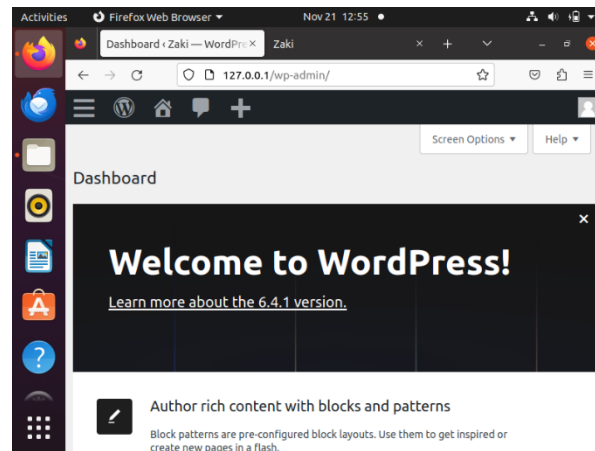 Activities Firefox Web Browser Nov 21 12:55
Dashboard ‹ Zaki — WordPre Zaki
127.0.0.1/wp-admin/
Screen Options Help
Dashboard
Welcome to WordPress!
Learn more about the 6.4.1 version.
Author rich content with blocks and patterns
Block patterns are pre-configured block layouts. Use them to get inspired or
create new pages in a flash.